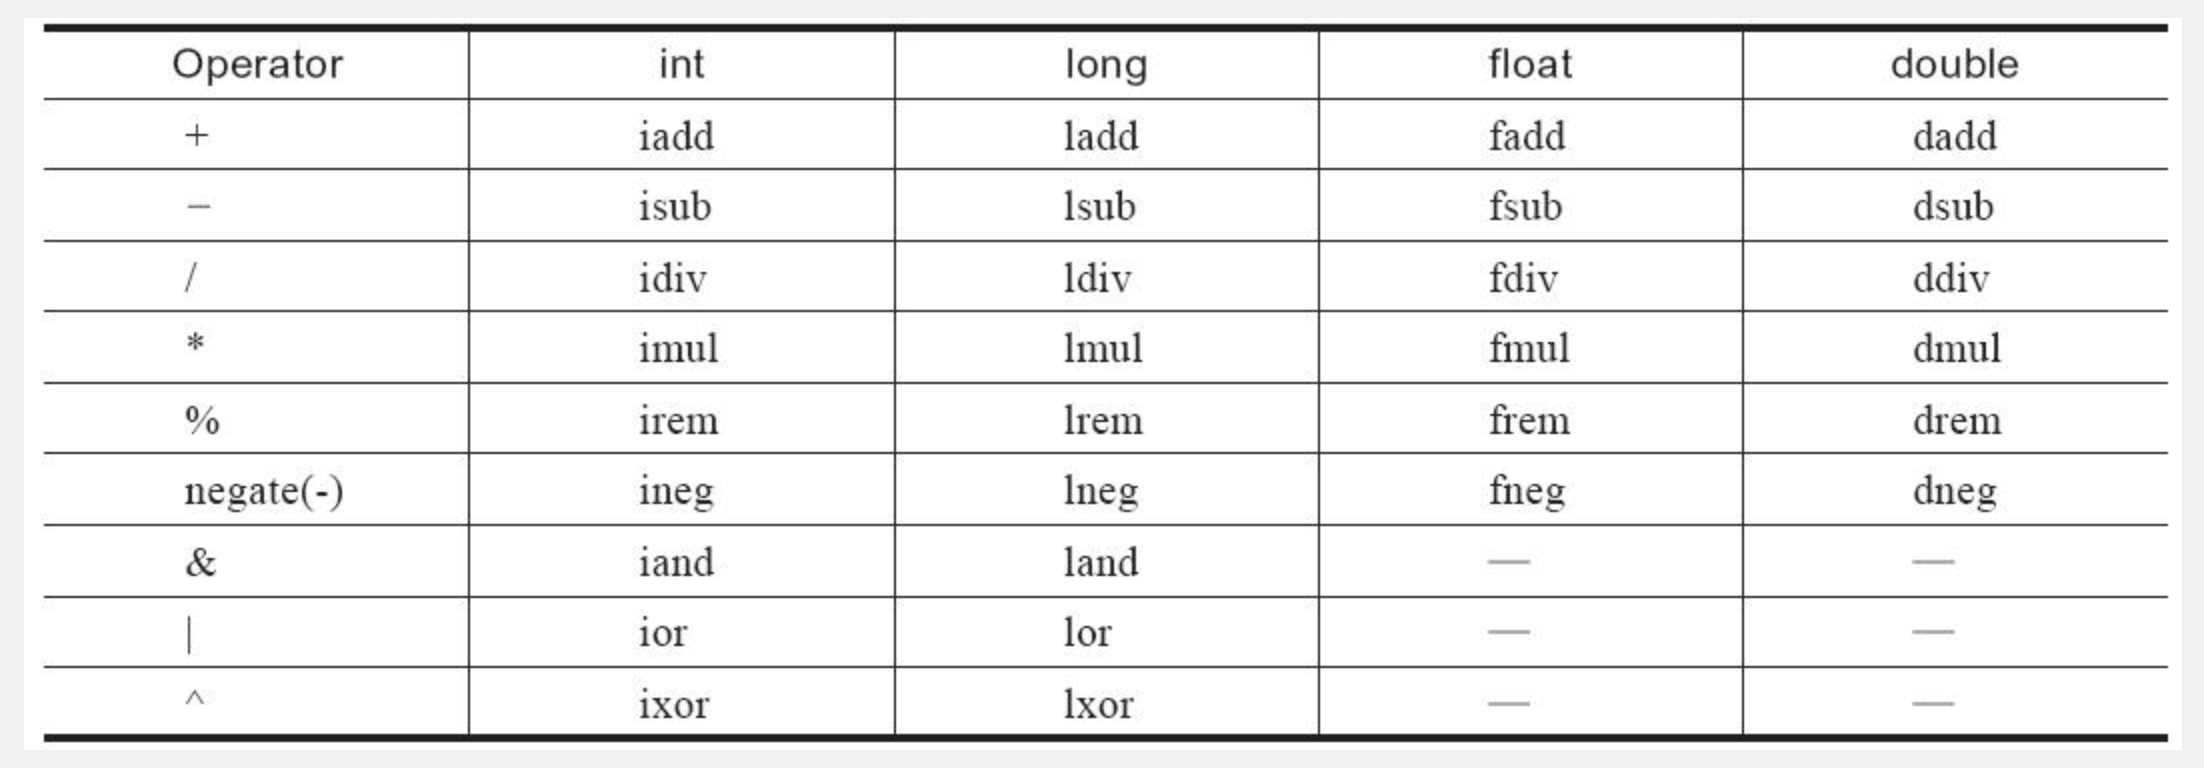 Operator int long float double
+ iadd ladd fadd dadd
− isub lsub fsub dsub
/ idiv ldiv fdiv ddiv
* imul lmul fmul dmul
% irem lrem frem drem
negate(-) ineg lneg fneg dneg
& iand land — —
| ior lor — —
^ ixor lxor — —